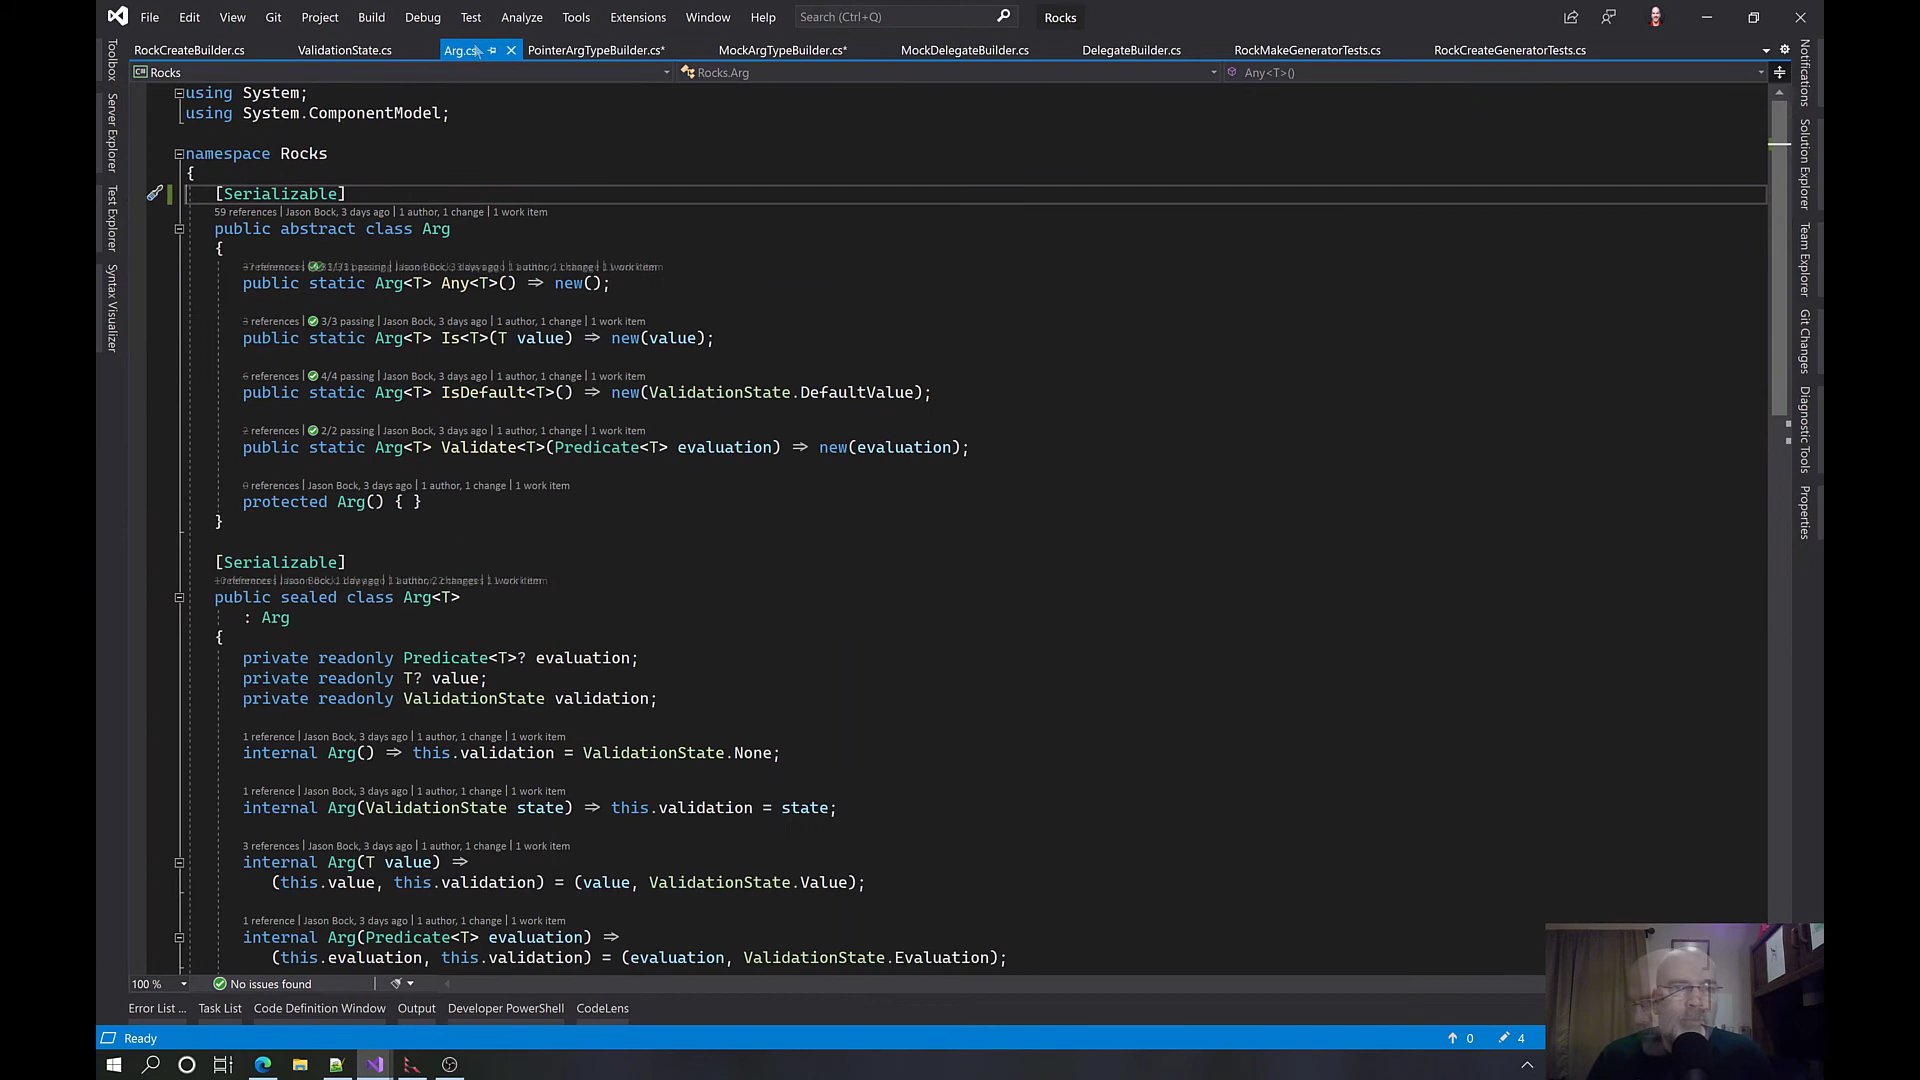 File Edit View Git Project Build Debug Test Analyze Tools Extensions Window Help Search (Ctrl+Q) Rocks
RockCreateBuilder.cs ValidationState.cs Arg.cs PointerArgTypeBuilder.cs* MockArgTypeBuilder.cs* MockDelegateBuilder.cs DelegateBuilder.cs RockMakeGeneratorTests.cs RockCreateGeneratorTests.cs
Rocks Rocks.Arg Any<T>()
Toolbox
Server Explorer
Test Explorer
Syntax Visualizer
using System;
using System.ComponentModel;
namespace Rocks
{
[Serializable]
59 references | Jason Bock, 3 days ago | 1 author, 1 change | 1 work item
public abstract class Arg
{
public static Arg<T> Any<T>() => new();
3 references | 3/3 passing | Jason Bock, 3 days ago | 1 author, 1 change | 1 work item
public static Arg<T> Is<T>(T value) => new(value);
6 references | 4/4 passing | Jason Bock, 3 days ago | 1 author, 1 change | 1 work item
public static Arg<T> IsDefault<T>() => new(ValidationState.DefaultValue);
2 references | 2/2 passing | Jason Bock, 3 days ago | 1 author, 1 change | 1 work item
public static Arg<T> Validate<T>(Predicate<T> evaluation) => new(evaluation);
0 references | Jason Bock, 3 days ago | 1 author, 1 change | 1 work item
protected Arg() { }
}
[Serializable]
public sealed class Arg<T>
: Arg
{
private readonly Predicate<T>? evaluation;
private readonly T? value;
private readonly ValidationState validation;
1 reference | Jason Bock, 3 days ago | 1 author, 1 change | 1 work item
internal Arg() => this.validation = ValidationState.None;
1 reference | Jason Bock, 3 days ago | 1 author, 1 change | 1 work item
internal Arg(ValidationState state) => this.validation = state;
3 references | Jason Bock, 3 days ago | 1 author, 1 change | 1 work item
internal Arg(T value) =>
(this.value, this.validation) = (value, ValidationState.Value);
1 reference | Jason Bock, 3 days ago | 1 author, 1 change | 1 work item
internal Arg(Predicate<T> evaluation) =>
(this.evaluation, this.validation) = (evaluation, ValidationState.Evaluation);
Notifications
Solution Explorer
Team Explorer
Git Changes
Diagnostic Tools
Properties
100 % No issues found
Error List ... Task List Code Definition Window Output Developer PowerShell CodeLens
Ready 0 4